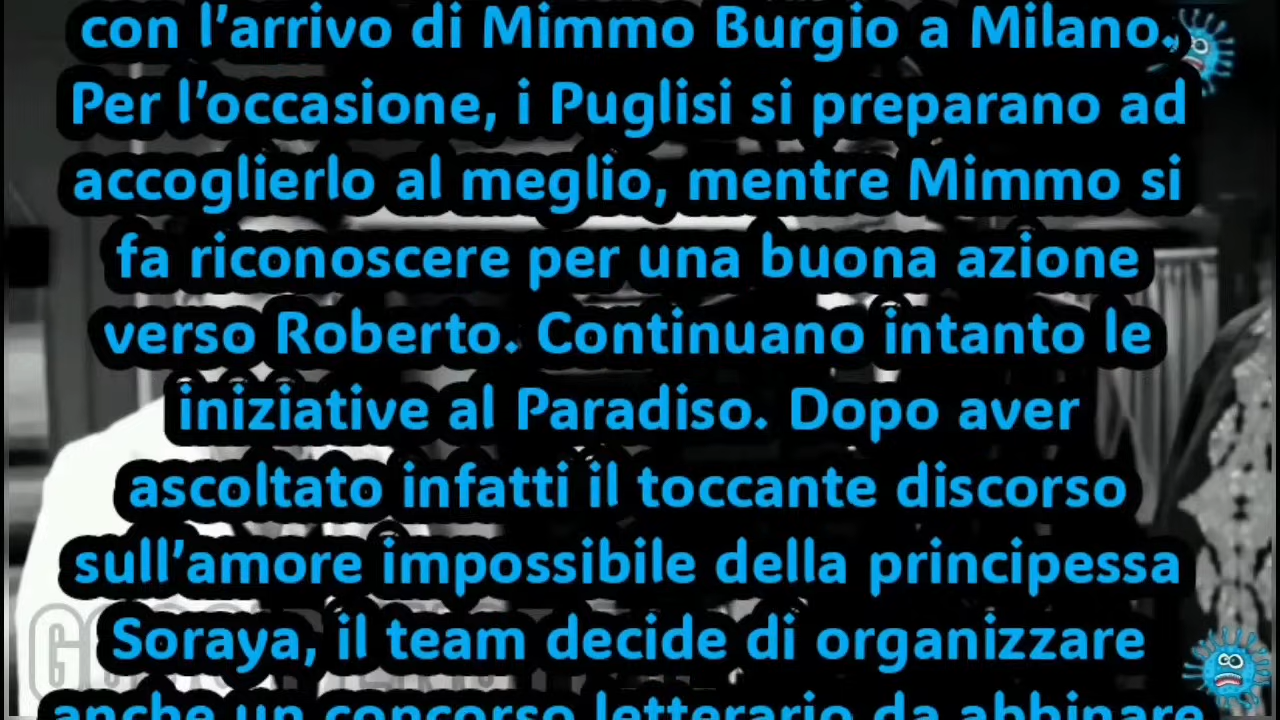 con l’arrivo di Mimmo Burgio a Milano.
Per l’occasione, i Puglisi si preparano ad
accoglierlo al meglio, mentre Mimmo si
fa riconoscere per una buona azione
verso Roberto. Continuano intanto le
iniziative al Paradiso. Dopo aver
ascoltato infatti il toccante discorso
sull’amore impossibile della principessa
Soraya, il team decide di organizzare
anche un concorso letterario da abbinare